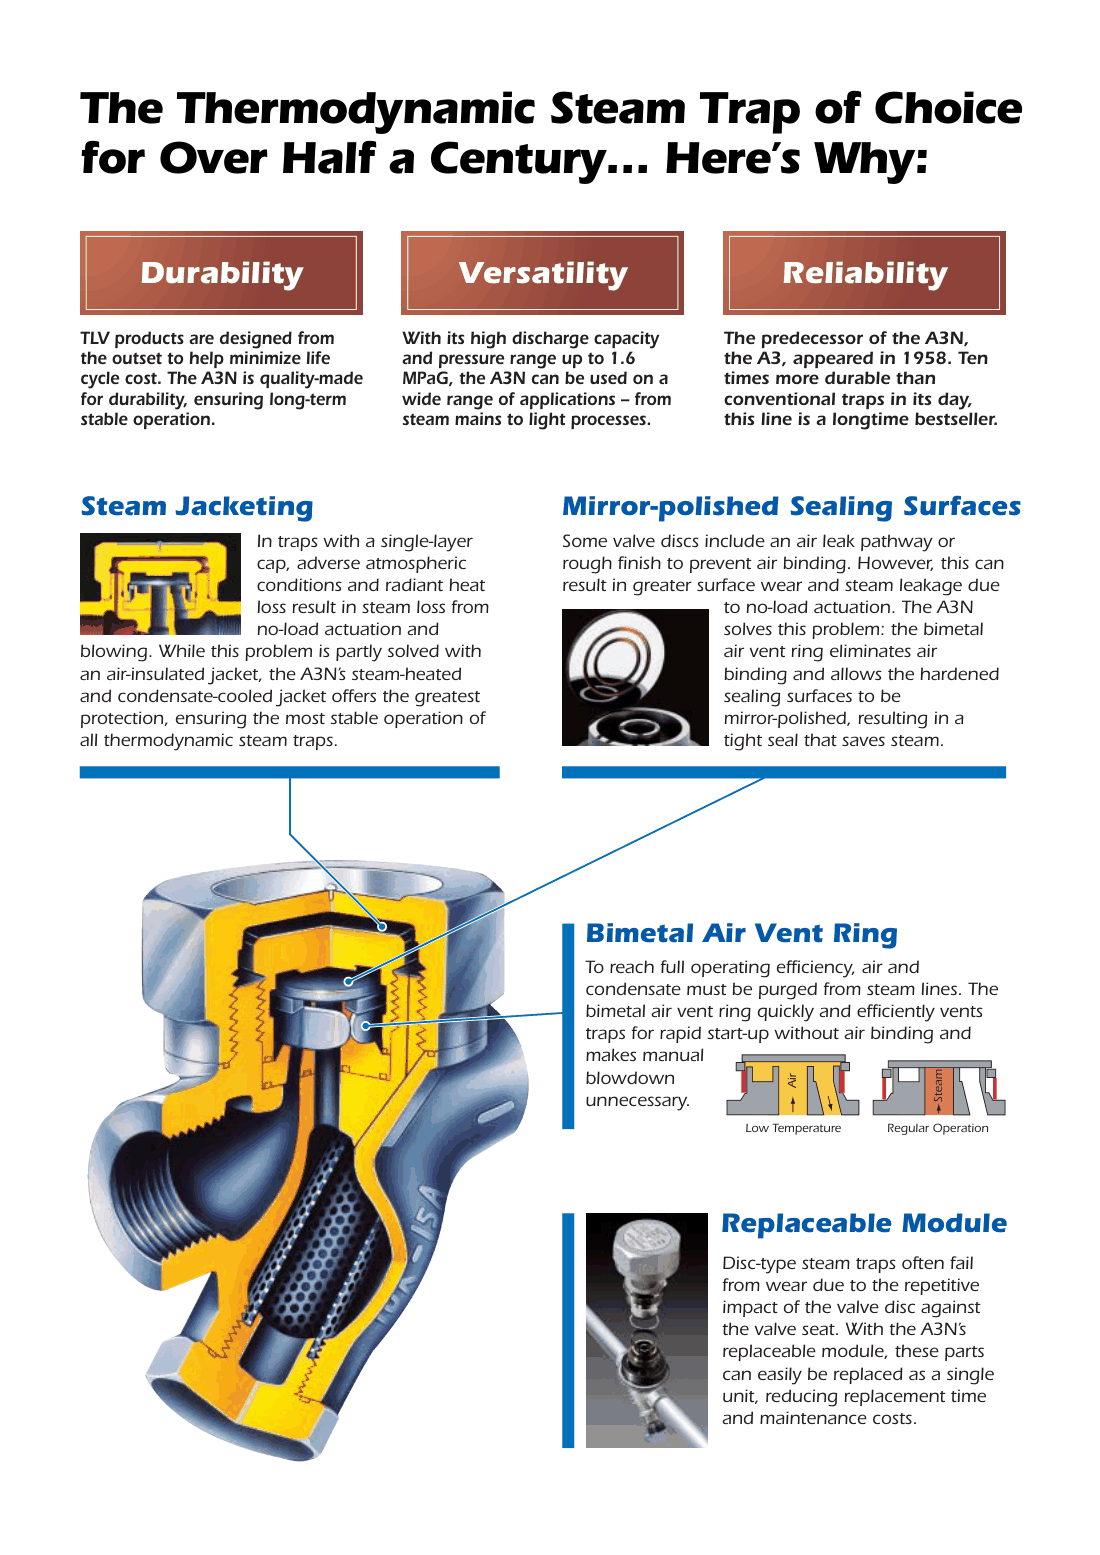 The Thermodynamic Steam Trap of Choice
for Over Half a Century... Here's Why:
Durability
TLV products are designed from
the outset to help minimize life
cycle cost. The A3N is quality-made
for durability, ensuring long-term
stable operation.
Versatility
With its high discharge capacity
and pressure range up to 1.6
MPaG, the A3N can be used on a
wide range of applications – from
steam mains to light processes.
Reliability
The predecessor of the A3N,
the A3, appeared in 1958. Ten
times more durable than
conventional traps in its day,
this line is a longtime bestseller.
Steam Jacketing
In traps with a single-layer
cap, adverse atmospheric
conditions and radiant heat
loss result in steam loss from
no-load actuation and
blowing. While this problem is partly solved with
an air-insulated jacket, the A3N's steam-heated
and condensate-cooled jacket offers the greatest
protection, ensuring the most stable operation of
all thermodynamic steam traps.
Mirror-polished Sealing Surfaces
Some valve discs include an air leak pathway or
rough finish to prevent air binding. However, this can
result in greater surface wear and steam leakage due
to no-load actuation. The A3N
solves this problem: the bimetal
air vent ring eliminates air
binding and allows the hardened
sealing surfaces to be
mirror-polished, resulting in a
tight seal that saves steam.
Bimetal Air Vent Ring
To reach full operating efficiency, air and
condensate must be purged from steam lines. The
bimetal air vent ring quickly and efficiently vents
traps for rapid start-up without air binding and
makes manual
blowdown
unnecessary.
Air
Low Temperature
Steam
Regular Operation
Replaceable Module
Disc-type steam traps often fail
from wear due to the repetitive
impact of the valve disc against
the valve seat. With the A3N's
replaceable module, these parts
can easily be replaced as a single
unit, reducing replacement time
and maintenance costs.